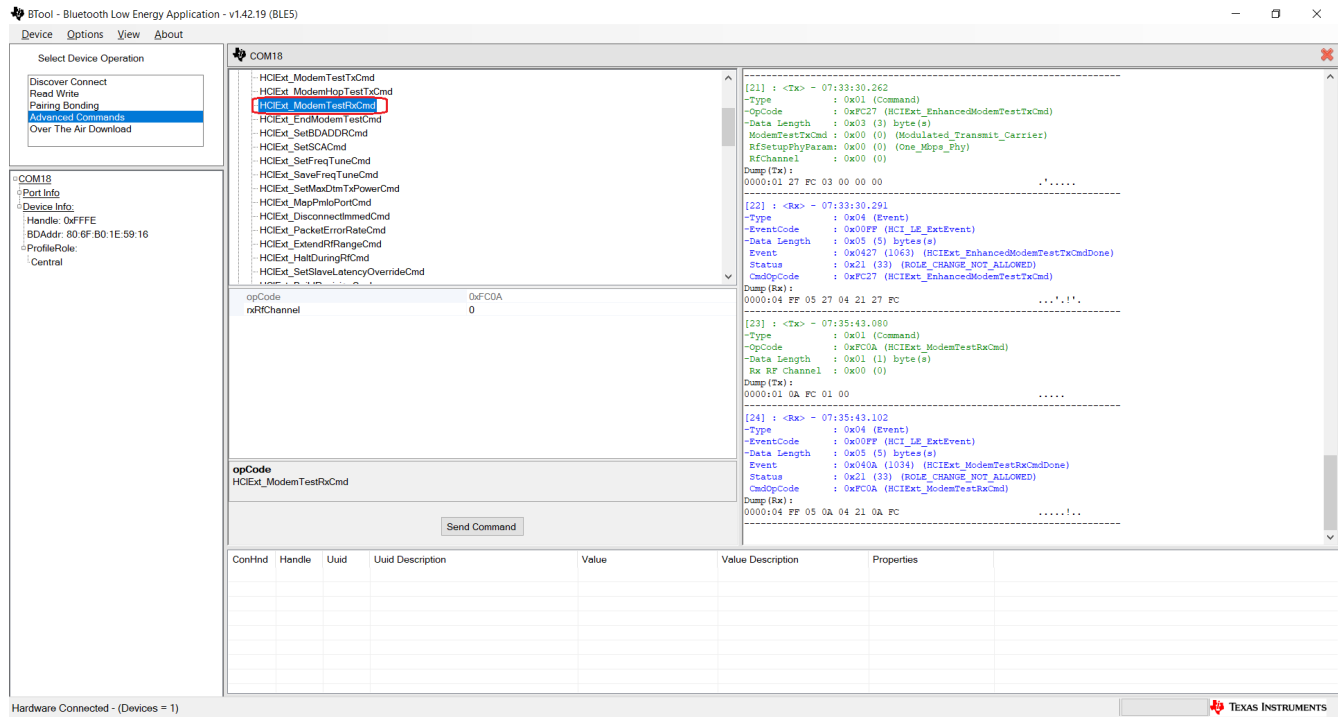 BTool - Bluetooth Low Energy Application - v1.42.19 (BLE5)
Device Options View About
Select Device Operation
Discover Connect
Read Write
Pairing Bonding
Advanced Commands
Over The Air Download
COM18
Port Info
Device Info:
Handle: 0xFFFE
BDAddr: 80:6F:B0:1E:59:16
ProfileRole:
Central
COM18
HCIExt_ModemTestTxCmd
HCIExt_ModemHopTestTxCmd
HCIExt_ModemTestRxCmd
HCIExt_EndModemTestCmd
HCIExt_SetBDADDRCmd
HCIExt_SetSCACmd
HCIExt_SetFreqTuneCmd
HCIExt_SaveFreqTuneCmd
HCIExt_SetMaxDtmTxPowerCmd
HCIExt_MapPmIoPortCmd
HCIExt_DisconnectImmedCmd
HCIExt_PacketErrorRateCmd
HCIExt_ExtendRfRangeCmd
HCIExt_HaltDuringRfCmd
HCIExt_SetSlaveLatencyOverrideCmd
opCode 0xFC0A
rxRfChannel 0
opCode
HCIExt_ModemTestRxCmd
Send Command
[21] : <Tx> - 07:33:30.262
-Type : 0x01 (Command)
-OpCode : 0xFC27 (HCIExt_EnhancedModemTestTxCmd)
-Data Length : 0x03 (3) byte(s)
ModemTestTxCmd : 0x00 (0) (Modulated_Transmit_Carrier)
RfSetupPhyParam: 0x00 (0) (One_Mbps_Phy)
RfChannel : 0x00 (0)
Dump(Tx):
0000:01 27 FC 03 00 00 00 .'.....
[22] : <Rx> - 07:33:30.291
-Type : 0x04 (Event)
-EventCode : 0x00FF (HCI_LE_ExtEvent)
-Data Length : 0x05 (5) bytes(s)
Event : 0x0427 (1063) (HCIExt_EnhancedModemTestTxCmdDone)
Status : 0x21 (33) (ROLE_CHANGE_NOT_ALLOWED)
CmdOpCode : 0xFC27 (HCIExt_EnhancedModemTestTxCmd)
Dump(Rx):
0000:04 FF 05 27 04 21 27 FC ...'.!'.
[23] : <Tx> - 07:35:43.080
-Type : 0x01 (Command)
-OpCode : 0xFC0A (HCIExt_ModemTestRxCmd)
-Data Length : 0x01 (1) byte(s)
Rx RF Channel : 0x00 (0)
Dump(Tx):
0000:01 0A FC 01 00 .....
[24] : <Rx> - 07:35:43.102
-Type : 0x04 (Event)
-EventCode : 0x00FF (HCI_LE_ExtEvent)
-Data Length : 0x05 (5) bytes(s)
Event : 0x040A (1034) (HCIExt_ModemTestRxCmdDone)
Status : 0x21 (33) (ROLE_CHANGE_NOT_ALLOWED)
CmdOpCode : 0xFC0A (HCIExt_ModemTestRxCmd)
Dump(Rx):
0000:04 FF 05 0A 04 21 0A FC .....!..
ConHnd Handle Uuid Uuid Description Value Value Description Properties
Hardware Connected - (Devices = 1)
TEXAS INSTRUMENTS